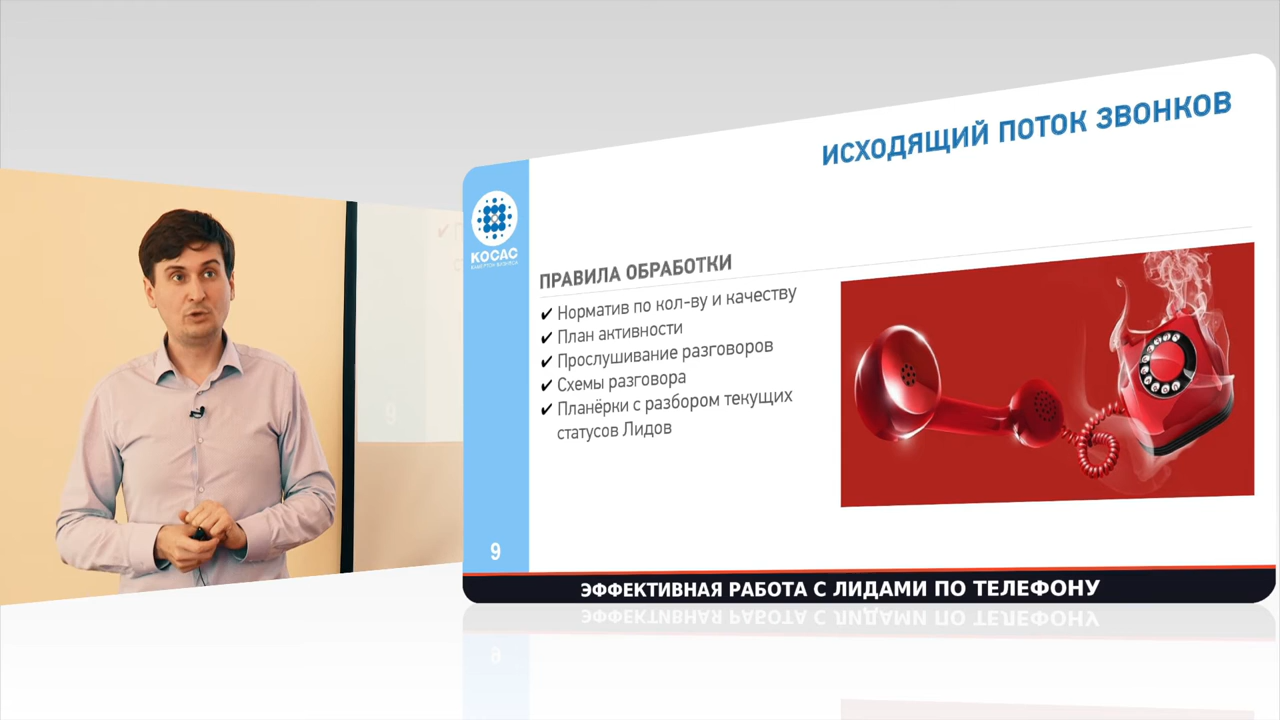 ИСХОДЯЩИЙ ПОТОК ЗВОНКОВ
КОСАС
ПРАВИЛА ОБРАБОТКИ
✔ Норматив по кол-ву и качеству
✔ План активности
✔ Прослушивание разговоров
✔ Схемы разговора
✔ Планёрки с разбором текущих
статусов Лидов
9
ЭФФЕКТИВНАЯ РАБОТА С ЛИДАМИ ПО ТЕЛЕФОНУ